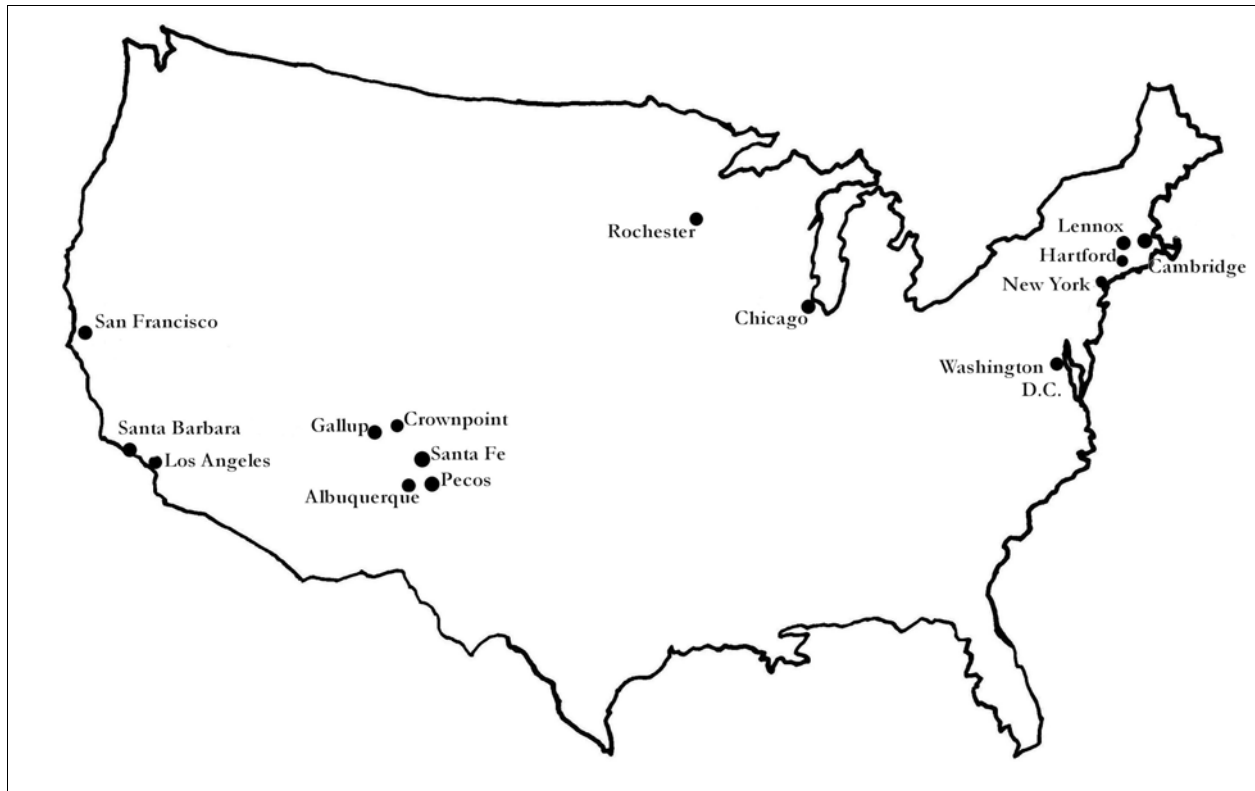 Rochester
Lennox
Hartford
Cambridge
New York
Chicago
San Francisco
Washington
D.C.
Gallup
Crownpoint
Santa Barbara
Santa Fe
Los Angeles
Pecos
Albuquerque